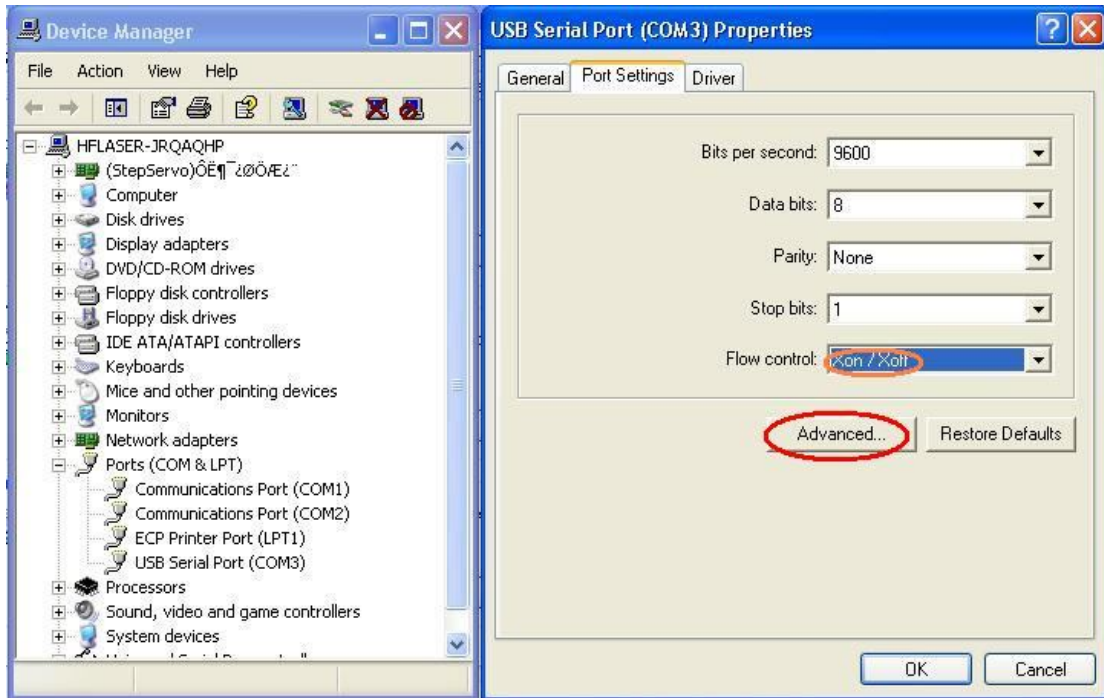 Device Manager
File Action View Help
HFLASER-JRQAQHP
(StepServo)ÔË¶¯¿ØÖÆ¿¨
Computer
Disk drives
Display adapters
DVD/CD-ROM drives
Floppy disk controllers
Floppy disk drives
IDE ATA/ATAPI controllers
Keyboards
Mice and other pointing devices
Monitors
Network adapters
Ports (COM & LPT)
Communications Port (COM1)
Communications Port (COM2)
ECP Printer Port (LPT1)
USB Serial Port (COM3)
Processors
Sound, video and game controllers
System devices
USB Serial Port (COM3) Properties
General Port Settings Driver
Bits per second: 9600
Data bits: 8
Parity: None
Stop bits: 1
Flow control: Xon / Xoff
Advanced... Restore Defaults
OK Cancel